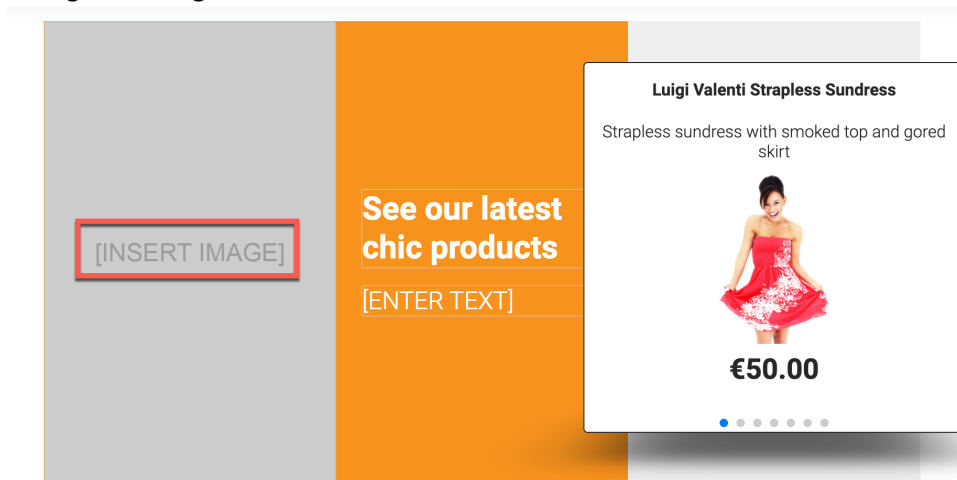 [INSERT IMAGE]
See our latest
chic products
[ENTER TEXT]
Luigi Valenti Strapless Sundress
Strapless sundress with smoked top and gored
skirt
€50.00